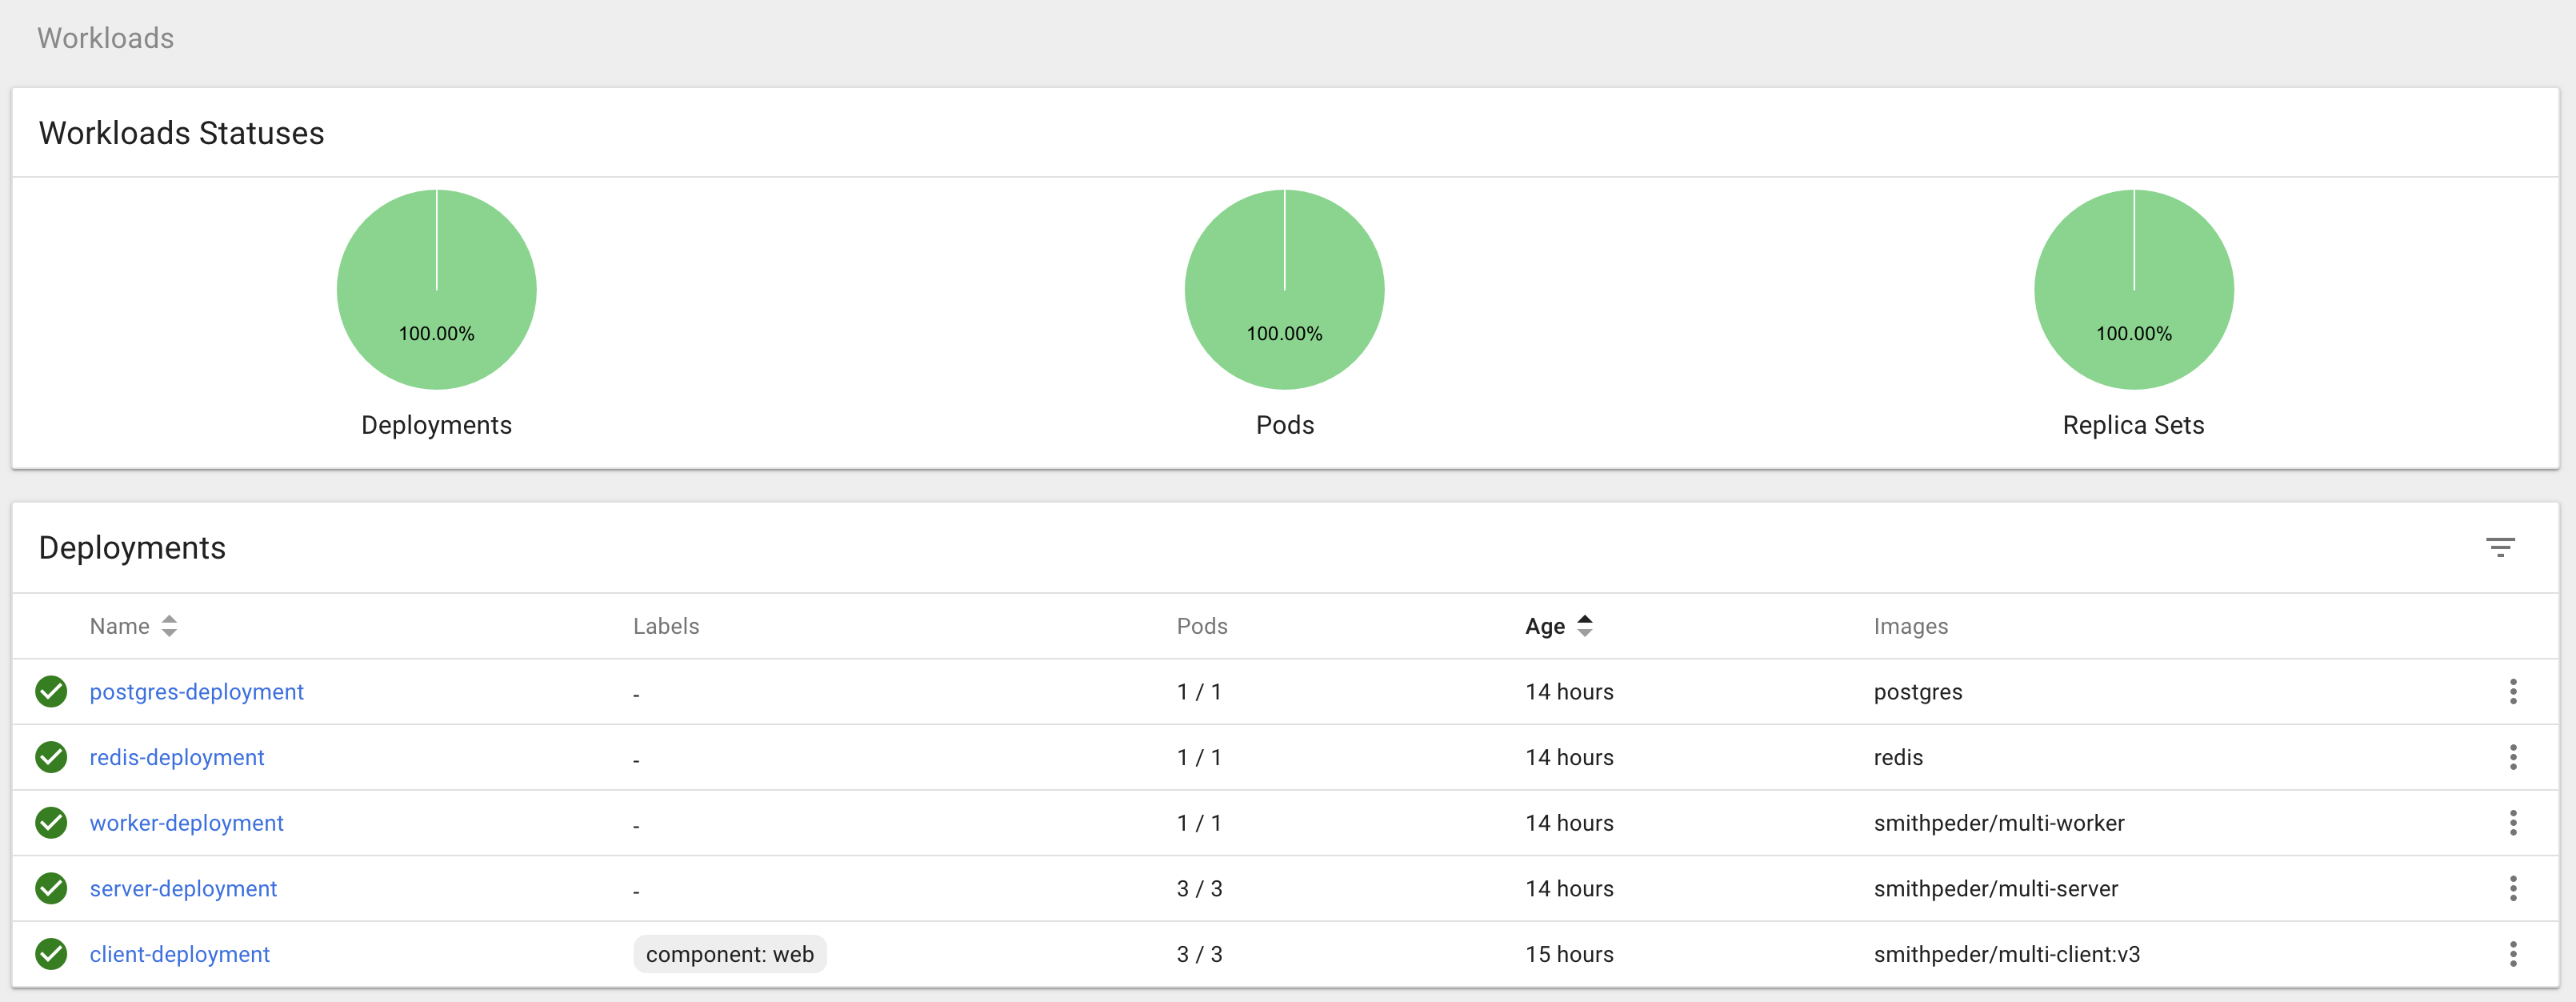 Workloads
Workloads Statuses
100.00% 100.00% 100.00%
Deployments Pods Replica Sets
Deployments
Name Labels Pods Age Images
postgres-deployment - 1 / 1 14 hours postgres
redis-deployment - 1 / 1 14 hours redis
worker-deployment - 1 / 1 14 hours smithpeder/multi-worker
server-deployment - 3 / 3 14 hours smithpeder/multi-server
client-deployment component: web 3 / 3 15 hours smithpeder/multi-client:v3